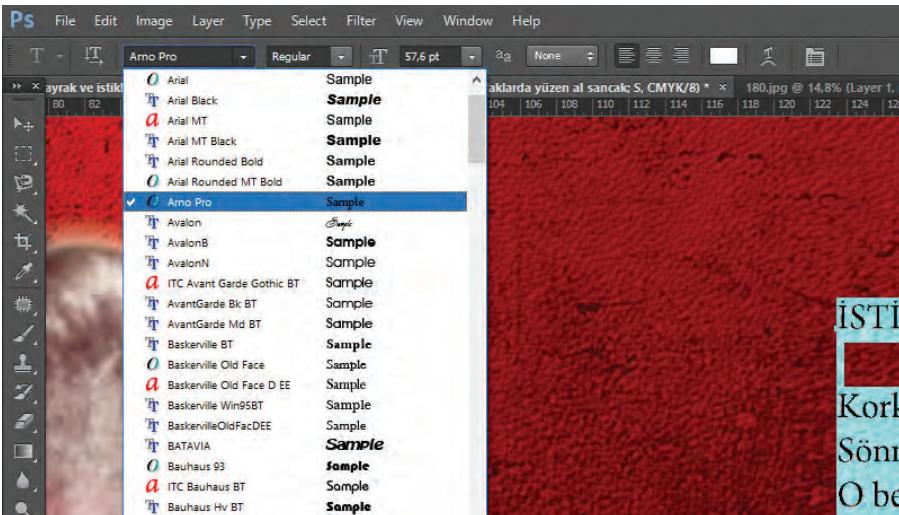 Ps File Edit Image Layer Type Select Filter View Window Help
T T Arno Pro Regular T 57,6 pt aa None
ayrak ve istikl raklarda yüzen al sancak; S, CMYK/8) * × 180.jpg @ 14,8% (Layer 1,
80 82 104 106 108 110 112 114 116 118 120 122 124
O Arial Sample
T Arial Black Sample
a Arial MT Sample
T Arial MT Black Sample
T Arial Rounded Bold Sample
O Arial Rounded MT Bold Sample
O Arno Pro Sample
T Avalon Sample
T AvalonB Sample
T AvalonN Sample
a ITC Avant Garde Gothic BT Sample
T AvantGarde Bk BT Sample
T AvantGarde Md BT Sample
T Baskerville BT Sample
O Baskerville Old Face Sample
a Baskerville Old Face D EE Sample
T Baskerville Win95BT Sample
T BaskervilleOldFacDEE Sample
T BATAVIA Sample
O Bauhaus 93 Sample
a ITC Bauhaus BT Sample
T Bauhaus Hv BT Sample
İSTİ
Kork
Sönm
O be